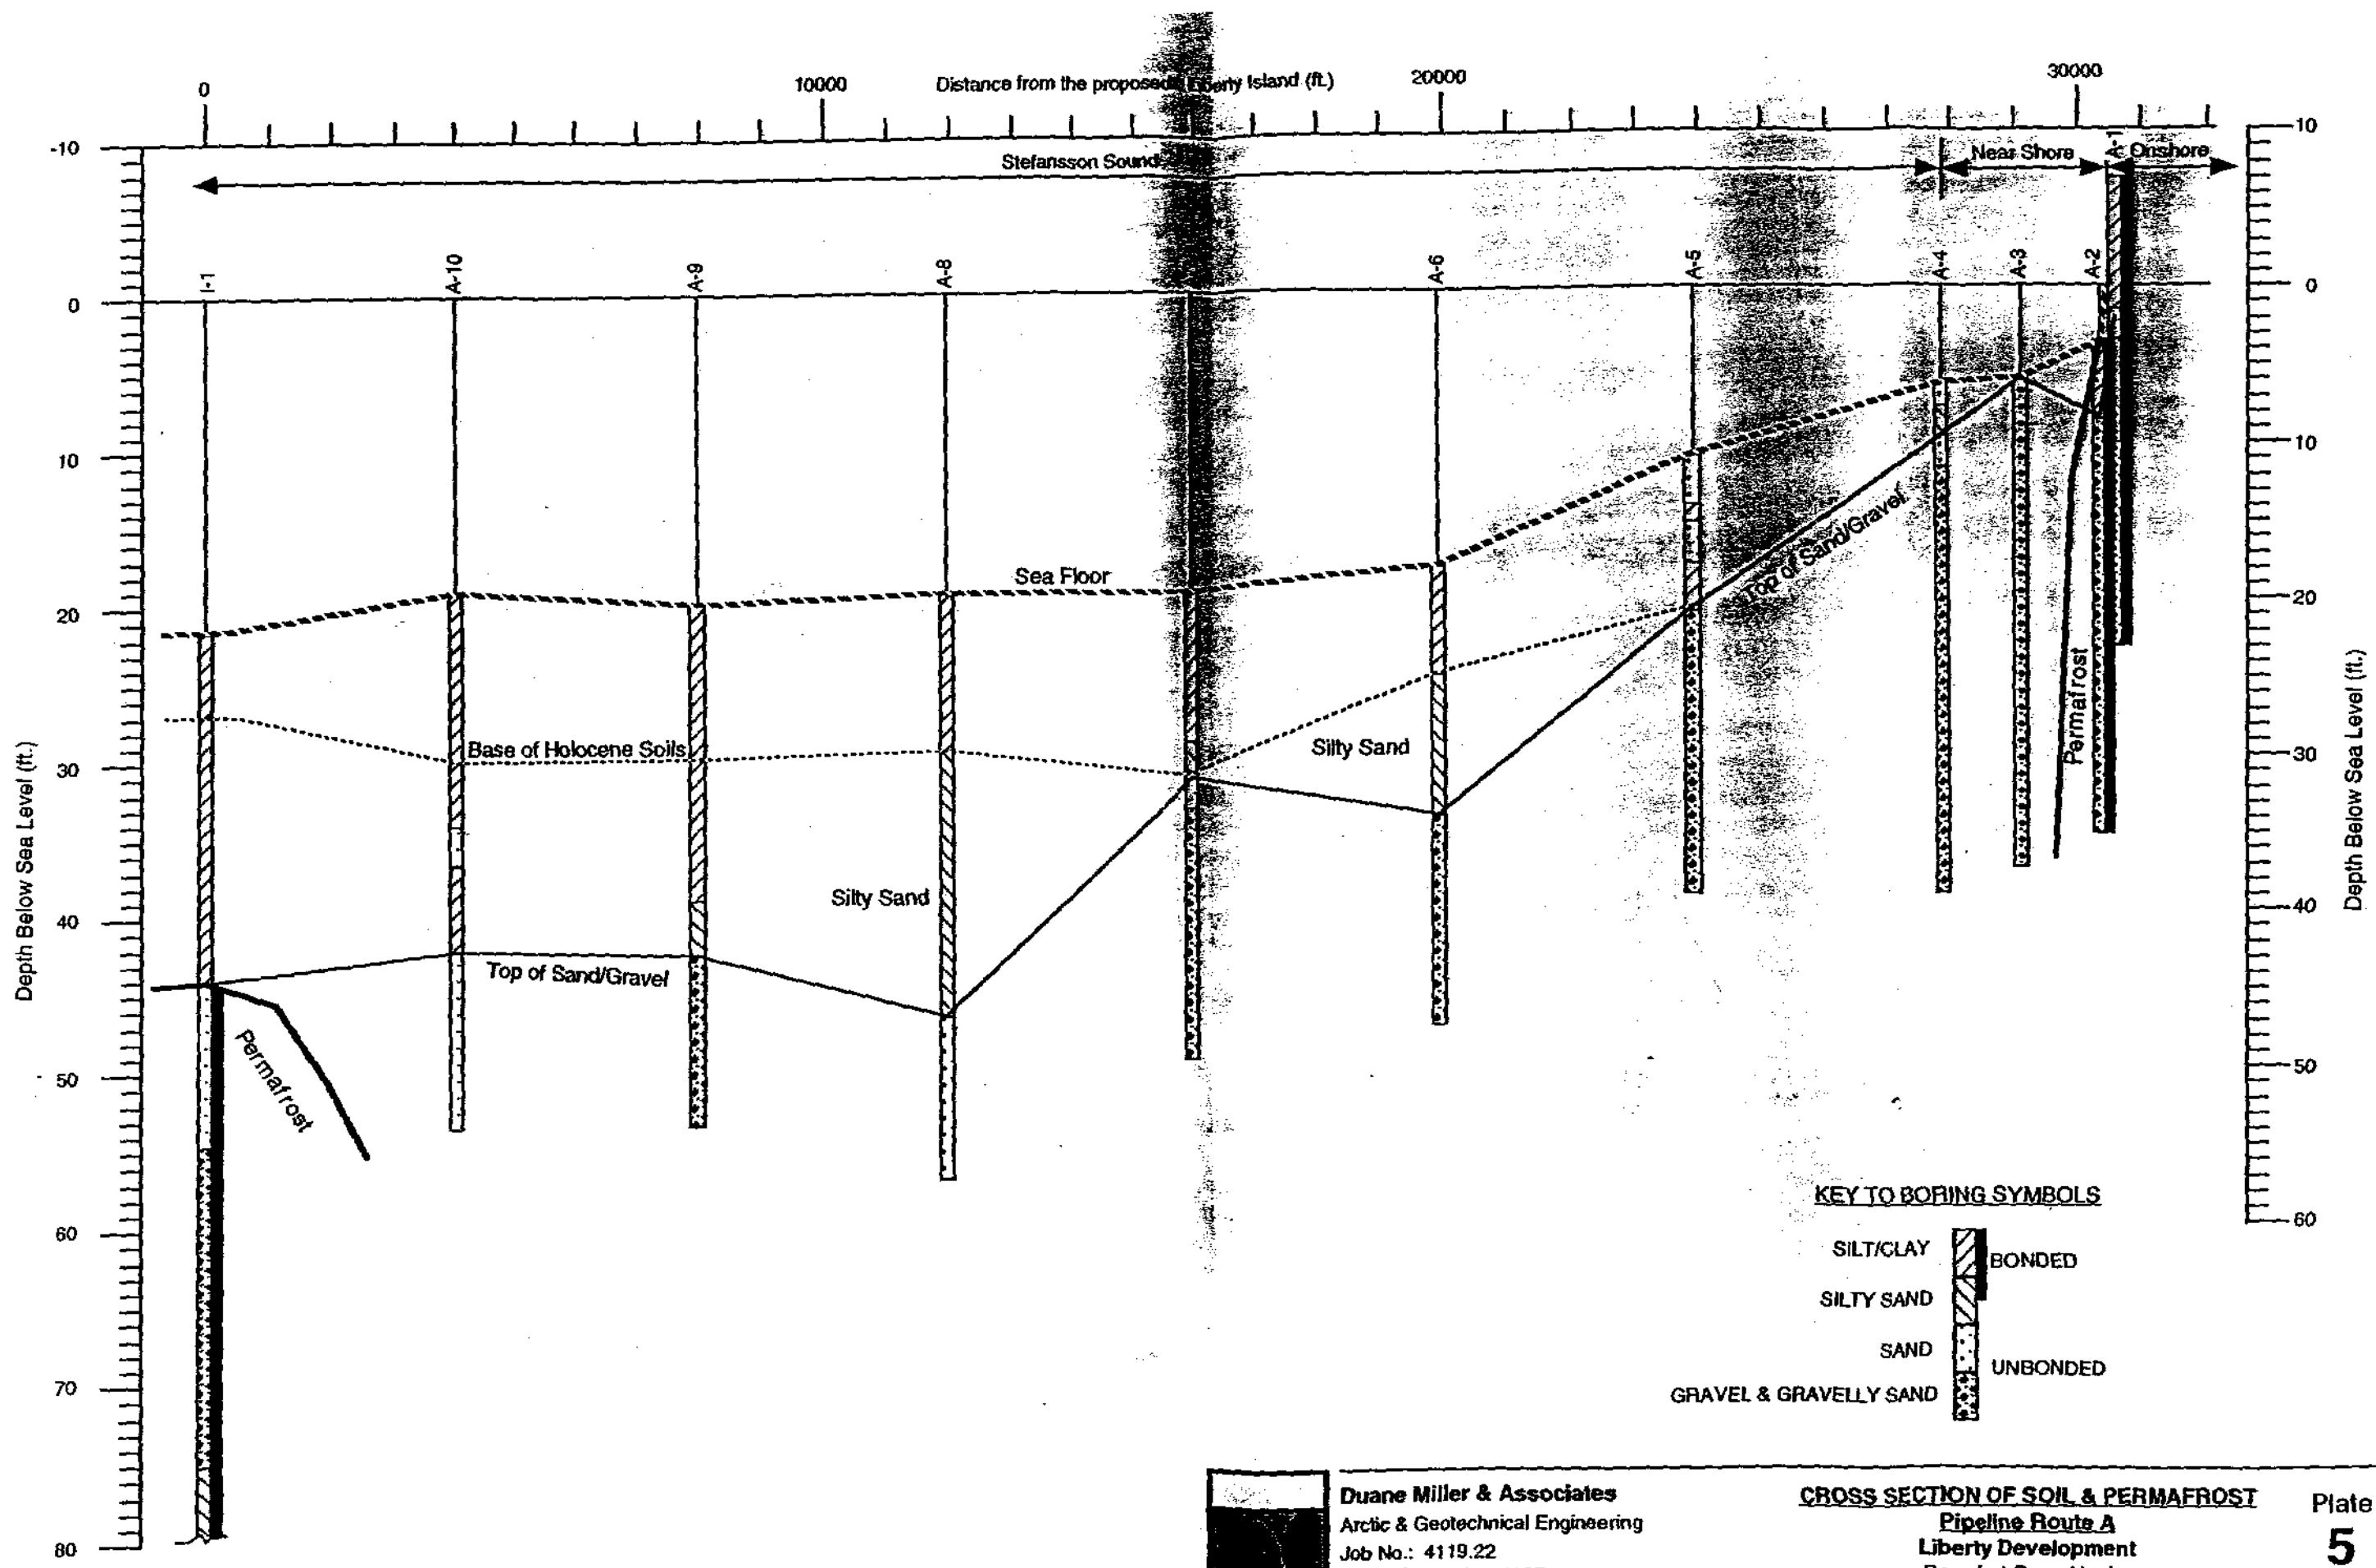 0
10000
Distance from the proposed Liberty Island (ft.)
20000
30000
-10
0
10
20
30
40
50
60
70
80
Depth Below Sea Level (ft.)
Stefansson Sound
Near Shore
Onshore
I-1
A-10
A-9
A-8
A-6
A-5
A-4
A-3
A-2
A-1
Sea Floor
Base of Holocene Soils
Silty Sand
Silty Sand
Top of Sand/Gravel
Top of Sand/Gravel
Permafrost
Permafrost
10
0
10
20
30
40
50
60
Depth Below Sea Level (ft.)
KEY TO BORING SYMBOLS
SILT/CLAY
BONDED
SILTY SAND
SAND
UNBONDED
GRAVEL & GRAVELLY SAND
Duane Miller & Associates
Arctic & Geotechnical Engineering
Job No.: 4119.22
CROSS SECTION OF SOIL & PERMAFROST
Pipeline Route A
Liberty Development
Plate
5